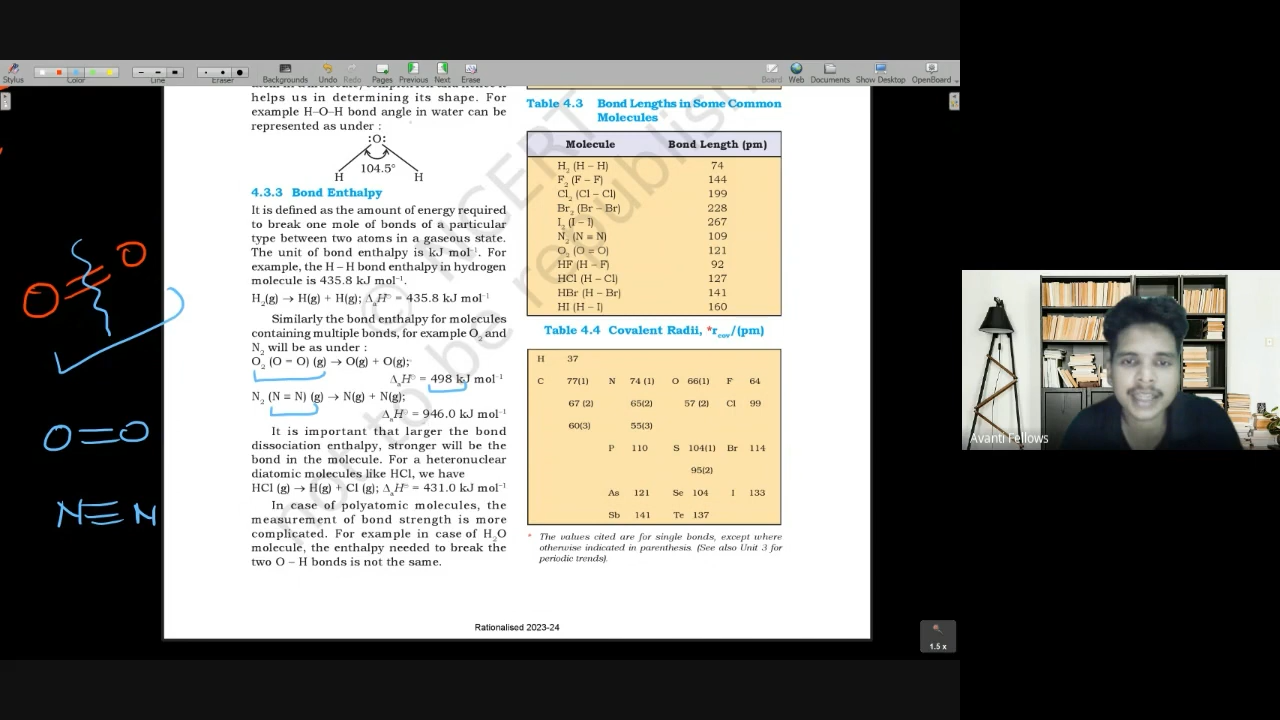 Stylus
Color
Line
Eraser
Backgrounds
Undo
Redo
Pages
Previous
Next
Erase
Board
Web
Documents
Show Desktop
OpenBoard
helps us in determining its shape. For
example H–O–H bond angle in water can be
represented as under :
:O:
104.5°
H H
4.3.3 Bond Enthalpy
It is defined as the amount of energy required
to break one mole of bonds of a particular
type between two atoms in a gaseous state.
The unit of bond enthalpy is kJ mol⁻¹. For
example, the H – H bond enthalpy in hydrogen
molecule is 435.8 kJ mol⁻¹.
H₂(g) → H(g) + H(g); ΔₐH⊖ = 435.8 kJ mol⁻¹
Similarly the bond enthalpy for molecules
containing multiple bonds, for example O₂ and
N₂ will be as under :
O₂ (O = O) (g) → O(g) + O(g);
ΔₐH⊖ = 498 kJ mol⁻¹
N₂ (N ≡ N) (g) → N(g) + N(g);
ΔₐH⊖ = 946.0 kJ mol⁻¹
It is important that larger the bond
dissociation enthalpy, stronger will be the
bond in the molecule. For a heteronuclear
diatomic molecules like HCl, we have
HCl (g) → H(g) + Cl (g); ΔₐH⊖ = 431.0 kJ mol⁻¹
In case of polyatomic molecules, the
measurement of bond strength is more
complicated. For example in case of H₂O
molecule, the enthalpy needed to break the
two O – H bonds is not the same.
Table 4.3 Bond Lengths in Some Common
Molecules
Molecule Bond Length (pm)
H₂ (H – H) 74
F₂ (F – F) 144
Cl₂ (Cl – Cl) 199
Br₂ (Br – Br) 228
I₂ (I – I) 267
N₂ (N ≡ N) 109
O₂ (O = O) 121
HF (H – F) 92
HCl (H – Cl) 127
HBr (H – Br) 141
HI (H – I) 160
Table 4.4 Covalent Radii, *r_cov/(pm)
H 37
C 77(1) N 74 (1) O 66(1) F 64
67 (2) 65(2) 57 (2) Cl 99
60(3) 55(3)
P 110 S 104(1) Br 114
95(2)
As 121 Se 104 I 133
Sb 141 Te 137
* The values cited are for single bonds, except where
otherwise indicated in parenthesis. (See also Unit 3 for
periodic trends).
Rationalised 2023-24
© NCERT
not to be republish
O=O
O=O
N≡N
1.5 x
Avanti Fellows